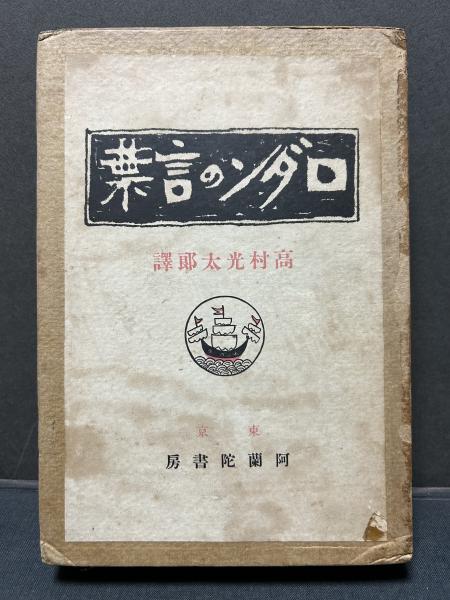 ロダンの言葉
高村光太郎譯
東京
阿蘭陀書房